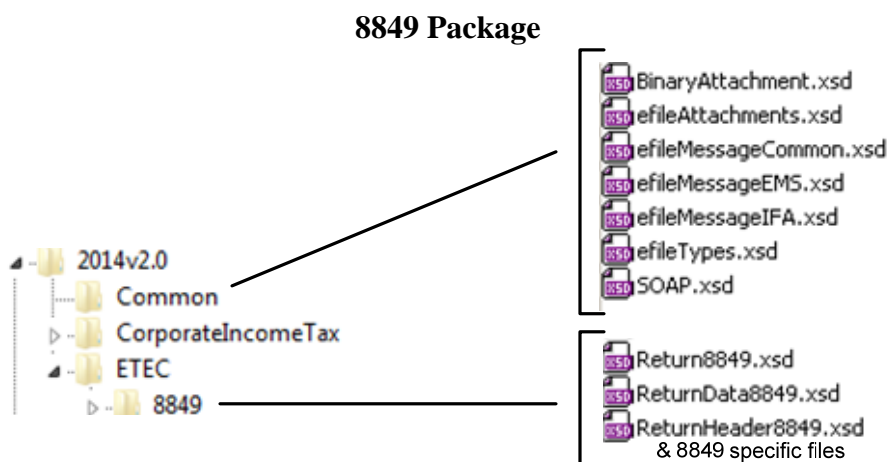 8849 Package
BinaryAttachment.xsd
efileAttachments.xsd
efileMessageCommon.xsd
efileMessageEMS.xsd
efileMessageIFA.xsd
efileTypes.xsd
SOAP.xsd
2014v2.0
Common
CorporateIncomeTax
ETEC
8849
Return8849.xsd
ReturnData8849.xsd
ReturnHeader8849.xsd
& 8849 specific files